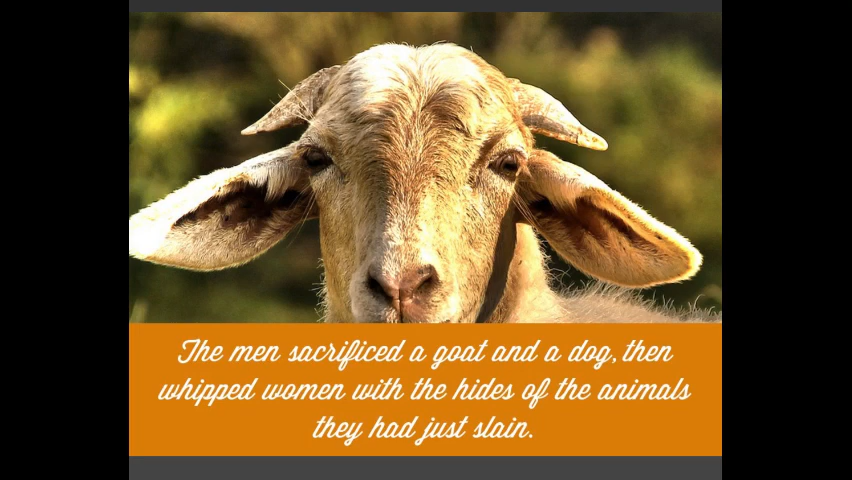 The men sacrificed a goat and a dog, then
whipped women with the hides of the animals
they had just slain.